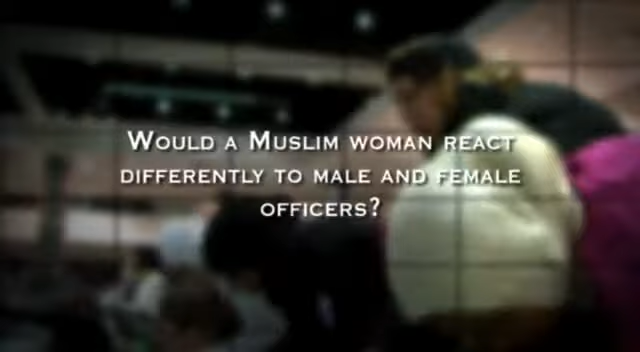 Would a Muslim woman react
differently to male and female
officers?